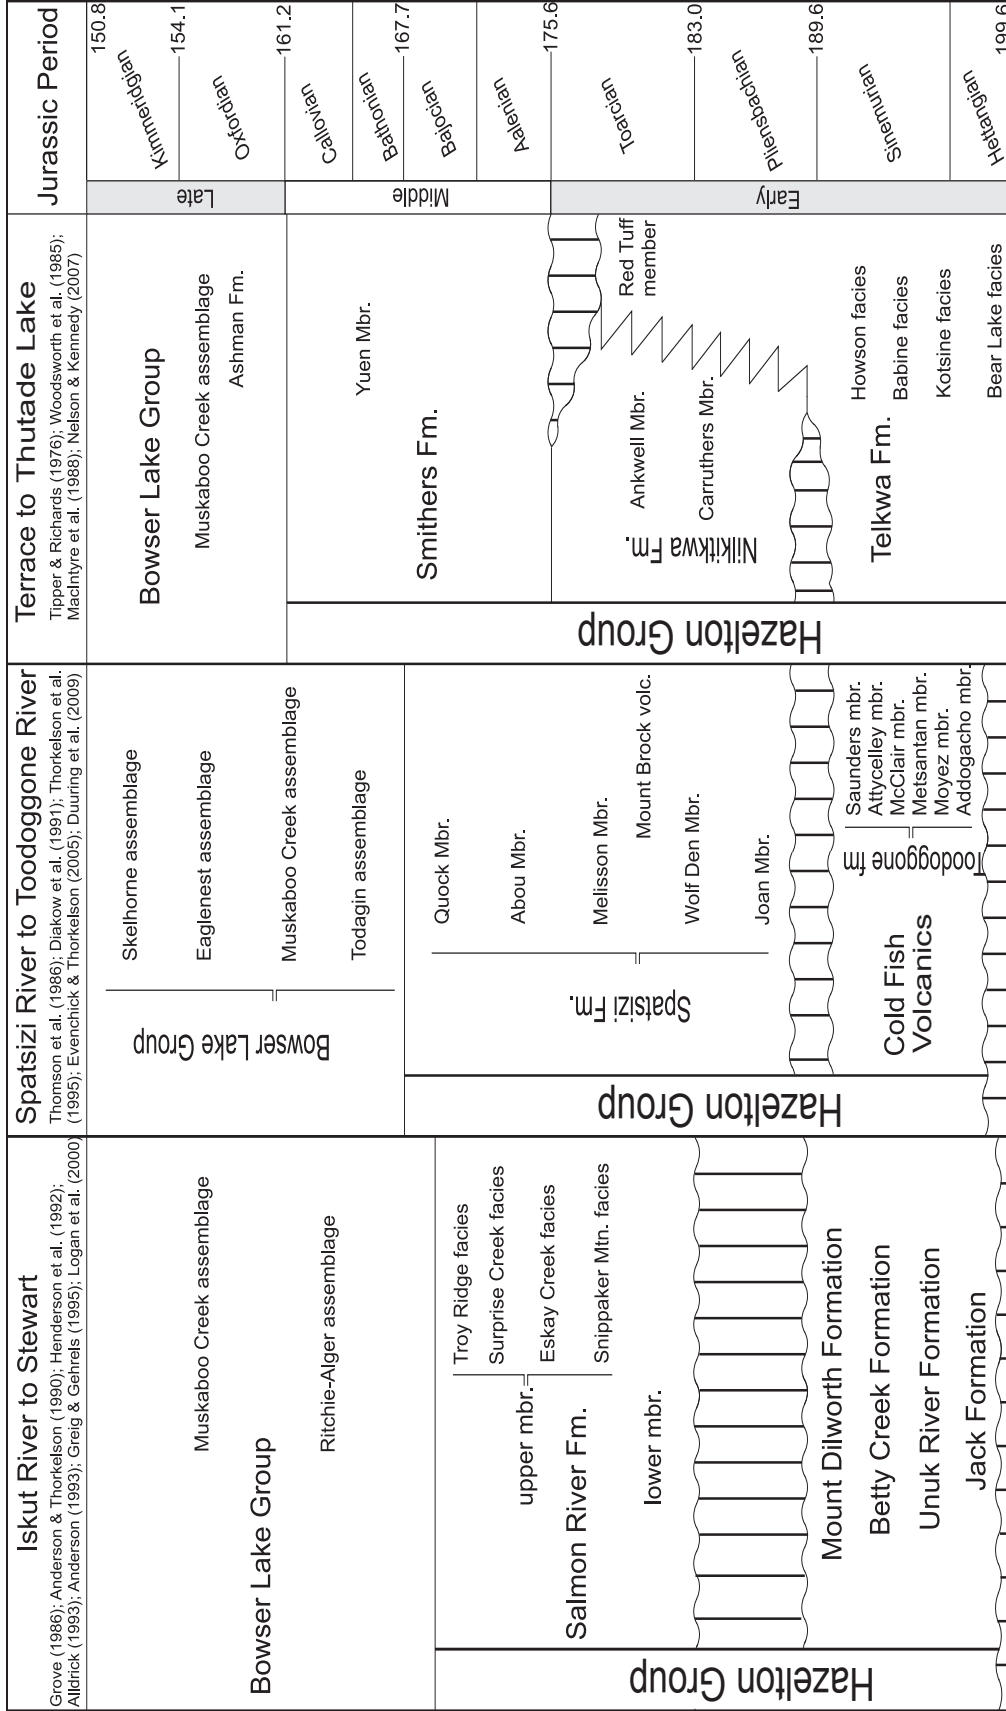 Iskut River to Stewart
Grove (1986); Anderson & Thorkelson (1990); Henderson et al. (1992);
Alldrick (1993); Anderson (1993); Greig & Gehrels (1995); Logan et al. (2000)
Bowser Lake Group
Muskaboo Creek assemblage
Ritchie-Alger assemblage
Hazelton Group
Salmon River Fm.
upper mbr.
Troy Ridge facies
Surprise Creek facies
Eskay Creek facies
Snippaker Mtn. facies
lower mbr.
Mount Dilworth Formation
Betty Creek Formation
Unuk River Formation
Jack Formation
Spatsizi River to Toodoggone River
Thomson et al. (1986); Diakow et al. (1991); Thorkelson et al.
(1995); Evenchick & Thorkelson (2005); Duuring et al. (2009)
Bowser Lake Group
Skelhorne assemblage
Eaglenest assemblage
Muskaboo Creek assemblage
Todagin assemblage
Hazelton Group
Spatsizi
Fm.
Quock Mbr.
Abou Mbr.
Melisson Mbr.
Mount Brock volc.
Wolf Den Mbr.
Joan Mbr.
Cold Fish
Volcanics
Toodoggone fm
Saunders mbr.
Attycelley mbr.
McClair mbr.
Metsantan mbr.
Moyez mbr.
Addogacho mbr.
Terrace to Thutade Lake
Tipper & Richards (1976); Woodsworth et al. (1985);
MacIntyre et al. (1988); Nelson & Kennedy (2007)
Bowser Lake Group
Muskaboo Creek assemblage
Ashman Fm.
Hazelton Group
Smithers Fm.
Yuen Mbr.
Nilkitkwa Fm.
Ankwell Mbr.
Carruthers Mbr.
Red Tuff
member
Telkwa Fm.
Howson facies
Babine facies
Kotsine facies
Bear Lake facies
Jurassic Period
Late
Middle
Early
150.8
Kimmeridgian
154.1
Oxfordian
161.2
Callovian
Bathonian
167.7
Bajocian
Aalenian
175.6
Toarcian
183.0
Pliensbachian
189.6
Sinemurian
Hettangian
199.6